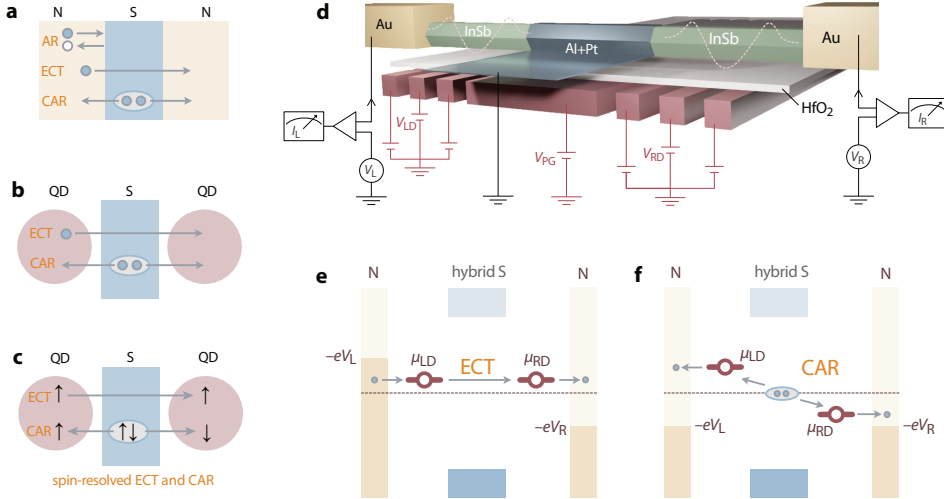 a
N S N
AR
ECT
CAR
b
QD S QD
ECT
CAR
c
QD S QD
ECT ↑ ↑
CAR ↑ ↑↓ ↓
spin-resolved ECT and CAR
d
Au InSb Al+Pt InSb Au
HfO2
IL VLD VL
VPG
VRD VR IR
e
N hybrid S N
−eVL μLD ECT μRD
−eVR
f
N hybrid S N
μLD CAR
μRD
−eVL −eVR